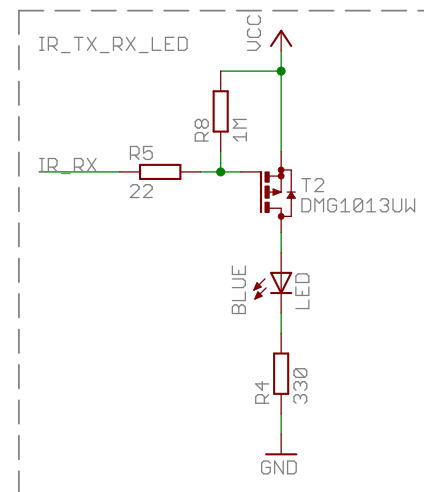 IR_TX_RX_LED
VCC
R8
1M
IR_RX
R5
22
T2
DMG1013UW
BLUE
LED
R4
330
GND